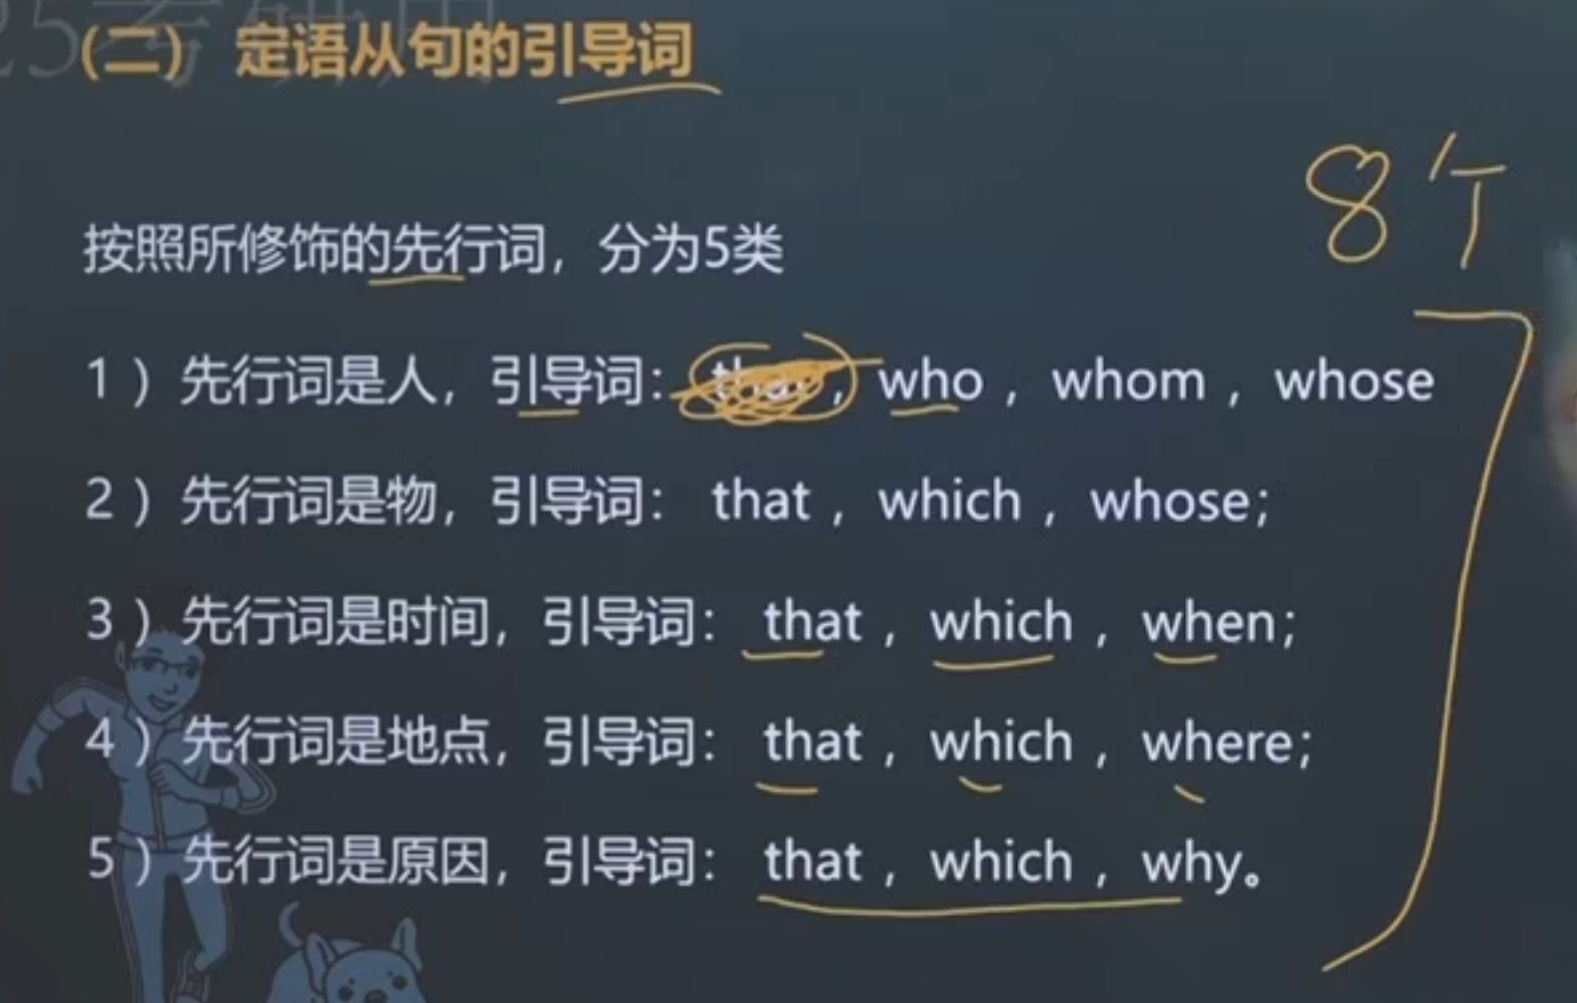 (二) 定语从句的引导词
8个
按照所修饰的先行词，分为5类
1）先行词是人，引导词：that，who，whom，whose
2）先行词是物，引导词： that，which，whose；
3）先行词是时间，引导词： that，which，when；
4）先行词是地点，引导词： that，which，where；
5）先行词是原因，引导词： that，which，why。